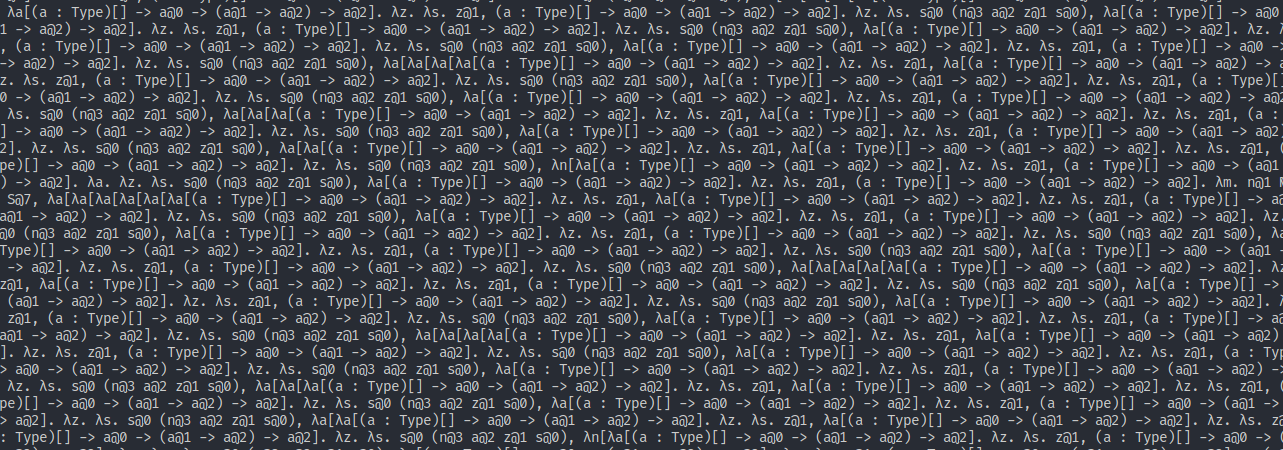 λa[(a : Type)[] -> a@0 -> (a@1 -> a@2) -> a@2]. λz. λs. z@1, (a : Type)[] -> a@0 -> (a@1 -> a@2) -> a@2]. λz. λs. s@0 (n@3 a@2 z@1 s@0), λa[(a : Type)[] -> a@0
1 -> a@2) -> a@2]. λz. λs. z@1, (a : Type)[] -> a@0 -> (a@1 -> a@2) -> a@2]. λz. λs. s@0 (n@3 a@2 z@1 s@0), λa[(a : Type)[] -> a@0 -> (a@1 -> a@2) -> a@2]. λz. λ
, (a : Type)[] -> a@0 -> (a@1 -> a@2) -> a@2]. λz. λs. s@0 (n@3 a@2 z@1 s@0), λa[(a : Type)[] -> a@0 -> (a@1 -> a@2) -> a@2]. λz. λs. z@1, (a : Type)[] -> a@0 ->
-> a@2) -> a@2]. λz. λs. s@0 (n@3 a@2 z@1 s@0), λa[λa[λa[λa[(a : Type)[] -> a@0 -> (a@1 -> a@2) -> a@2]. λz. λs. z@1, λa[(a : Type)[] -> a@0 -> (a@1 -> a@2) -> a
z. λs. z@1, (a : Type)[] -> a@0 -> (a@1 -> a@2) -> a@2]. λz. λs. s@0 (n@3 a@2 z@1 s@0), λa[(a : Type)[] -> a@0 -> (a@1 -> a@2) -> a@2]. λz. λs. z@1, (a : Type)[
0 -> (a@1 -> a@2) -> a@2]. λz. λs. s@0 (n@3 a@2 z@1 s@0), λa[(a : Type)[] -> a@0 -> (a@1 -> a@2) -> a@2]. λz. λs. z@1, (a : Type)[] -> a@0 -> (a@1 -> a@2) -> a@2
λs. s@0 (n@3 a@2 z@1 s@0), λa[λa[λa[(a : Type)[] -> a@0 -> (a@1 -> a@2) -> a@2]. λz. λs. z@1, λa[(a : Type)[] -> a@0 -> (a@1 -> a@2) -> a@2]. λz. λs. z@1, (a :
] -> a@0 -> (a@1 -> a@2) -> a@2]. λz. λs. s@0 (n@3 a@2 z@1 s@0), λa[(a : Type)[] -> a@0 -> (a@1 -> a@2) -> a@2]. λz. λs. z@1, (a : Type)[] -> a@0 -> (a@1 -> a@2)
2]. λz. λs. s@0 (n@3 a@2 z@1 s@0), λa[λa[(a : Type)[] -> a@0 -> (a@1 -> a@2) -> a@2]. λz. λs. z@1, λa[(a : Type)[] -> a@0 -> (a@1 -> a@2) -> a@2]. λz. λs. z@1, (
pe)[] -> a@0 -> (a@1 -> a@2) -> a@2]. λz. λs. s@0 (n@3 a@2 z@1 s@0), λn[λa[(a : Type)[] -> a@0 -> (a@1 -> a@2) -> a@2]. λz. λs. z@1, (a : Type)[] -> a@0 -> (a@1
) -> a@2]. λa. λz. λs. s@0 (n@3 a@2 z@1 s@0), λa[(a : Type)[] -> a@0 -> (a@1 -> a@2) -> a@2]. λz. λs. z@1, (a : Type)[] -> a@0 -> (a@1 -> a@2) -> a@2]. λm. n@1 N
S@7, λa[λa[λa[λa[λa[λa[(a : Type)[] -> a@0 -> (a@1 -> a@2) -> a@2]. λz. λs. z@1, λa[(a : Type)[] -> a@0 -> (a@1 -> a@2) -> a@2]. λz. λs. z@1, (a : Type)[] -> a@0
a@1 -> a@2) -> a@2]. λz. λs. s@0 (n@3 a@2 z@1 s@0), λa[(a : Type)[] -> a@0 -> (a@1 -> a@2) -> a@2]. λz. λs. z@1, (a : Type)[] -> a@0 -> (a@1 -> a@2) -> a@2]. λz
@0 (n@3 a@2 z@1 s@0), λa[(a : Type)[] -> a@0 -> (a@1 -> a@2) -> a@2]. λz. λs. z@1, (a : Type)[] -> a@0 -> (a@1 -> a@2) -> a@2]. λz. λs. s@0 (n@3 a@2 z@1 s@0), λa
Type)[] -> a@0 -> (a@1 -> a@2) -> a@2]. λz. λs. z@1, (a : Type)[] -> a@0 -> (a@1 -> a@2) -> a@2]. λz. λs. s@0 (n@3 a@2 z@1 s@0), λa[(a : Type)[] -> a@0 -> (a@1
-> a@2]. λz. λs. z@1, (a : Type)[] -> a@0 -> (a@1 -> a@2) -> a@2]. λz. λs. s@0 (n@3 a@2 z@1 s@0), λa[λa[λa[λa[λa[(a : Type)[] -> a@0 -> (a@1 -> a@2) -> a@2]. λz
z@1, λa[(a : Type)[] -> a@0 -> (a@1 -> a@2) -> a@2]. λz. λs. z@1, (a : Type)[] -> a@0 -> (a@1 -> a@2) -> a@2]. λz. λs. s@0 (n@3 a@2 z@1 s@0), λa[(a : Type)[] ->
(a@1 -> a@2) -> a@2]. λz. λs. z@1, (a : Type)[] -> a@0 -> (a@1 -> a@2) -> a@2]. λz. λs. s@0 (n@3 a@2 z@1 s@0), λa[(a : Type)[] -> a@0 -> (a@1 -> a@2) -> a@2].
z@1, (a : Type)[] -> a@0 -> (a@1 -> a@2) -> a@2]. λz. λs. s@0 (n@3 a@2 z@1 s@0), λa[(a : Type)[] -> a@0 -> (a@1 -> a@2) -> a@2]. λz. λs. z@1, (a : Type)[] -> a@
a@1 -> a@2) -> a@2]. λz. λs. s@0 (n@3 a@2 z@1 s@0), λa[λa[λa[λa[(a : Type)[] -> a@0 -> (a@1 -> a@2) -> a@2]. λz. λs. z@1, λa[(a : Type)[] -> a@0 -> (a@1 -> a@2)
]. λz. λs. z@1, (a : Type)[] -> a@0 -> (a@1 -> a@2) -> a@2]. λz. λs. s@0 (n@3 a@2 z@1 s@0), λa[(a : Type)[] -> a@0 -> (a@1 -> a@2) -> a@2]. λz. λs. z@1, (a : Typ
> a@0 -> (a@1 -> a@2) -> a@2]. λz. λs. s@0 (n@3 a@2 z@1 s@0), λa[(a : Type)[] -> a@0 -> (a@1 -> a@2) -> a@2]. λz. λs. z@1, (a : Type)[] -> a@0 -> (a@1 -> a@2) ->
λz. λs. s@0 (n@3 a@2 z@1 s@0), λa[λa[λa[(a : Type)[] -> a@0 -> (a@1 -> a@2) -> a@2]. λz. λs. z@1, λa[(a : Type)[] -> a@0 -> (a@1 -> a@2) -> a@2]. λz. λs. z@1, (
pe)[] -> a@0 -> (a@1 -> a@2) -> a@2]. λz. λs. s@0 (n@3 a@2 z@1 s@0), λa[(a : Type)[] -> a@0 -> (a@1 -> a@2) -> a@2]. λz. λs. z@1, (a : Type)[] -> a@0 -> (a@1 ->
> a@2]. λz. λs. s@0 (n@3 a@2 z@1 s@0), λa[λa[(a : Type)[] -> a@0 -> (a@1 -> a@2) -> a@2]. λz. λs. z@1, λa[(a : Type)[] -> a@0 -> (a@1 -> a@2) -> a@2]. λz. λs. z@
: Type)[] -> a@0 -> (a@1 -> a@2) -> a@2]. λz. λs. s@0 (n@3 a@2 z@1 s@0), λn[λa[(a : Type)[] -> a@0 -> (a@1 -> a@2) -> a@2]. λz. λs. z@1, (a : Type)[] -> a@0 -> (